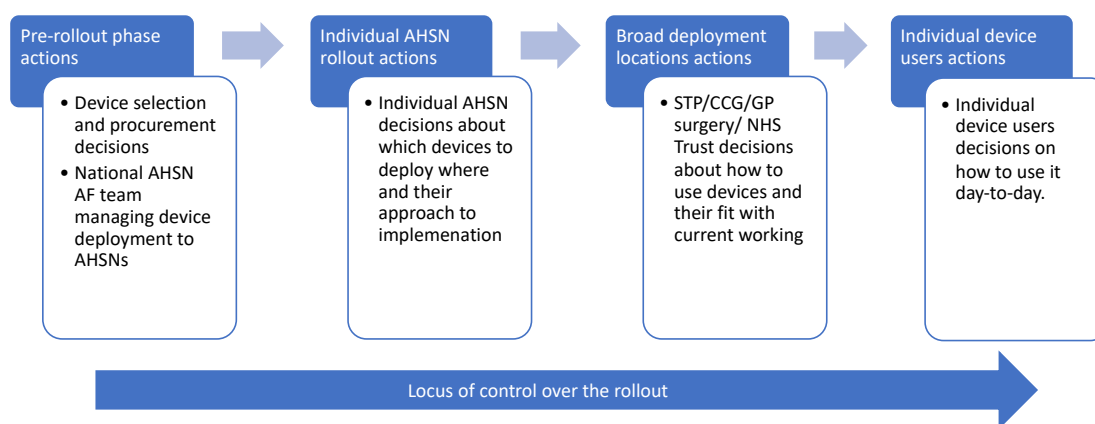 Pre-rollout phase
actions
• Device selection
and procurement
decisions
• National AHSN
AF team
managing device
deployment to
AHSNs
Individual AHSN
rollout actions
• Individual AHSN
decisions about
which devices to
deploy where and
their approach to
implemenation
Broad deployment
locations actions
• STP/CCG/GP
surgery/ NHS
Trust decisions
about how to
use devices and
their fit with
current working
Individual device
users actions
• Individual
device users
decisions on
how to use it
day-to-day.
Locus of control over the rollout